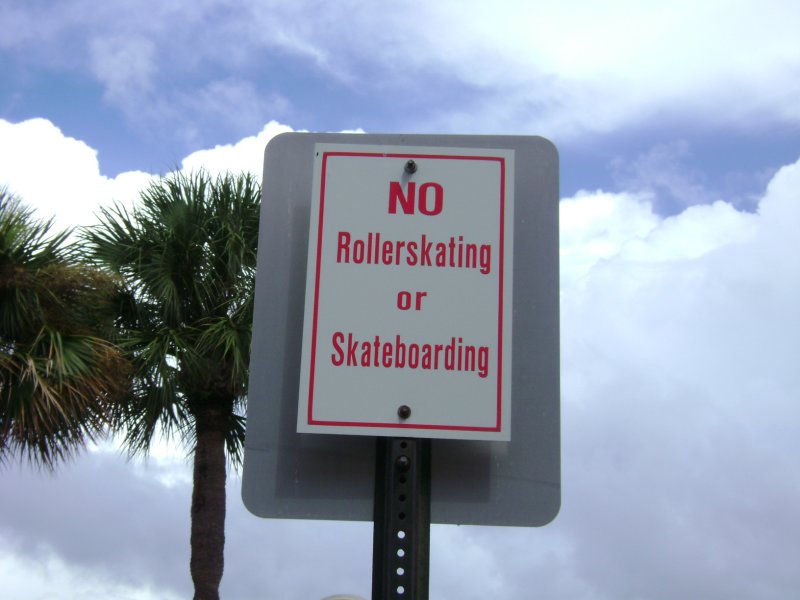 NO
Rollerskating
or
Skateboarding